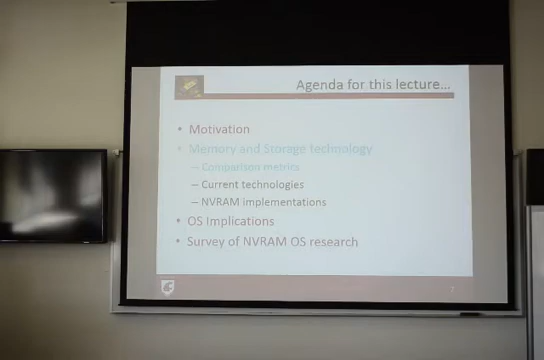 Agenda for this lecture…
• Motivation
• Memory and Storage technology
– Comparison metrics
– Current technologies
– NVRAM implementations
• OS Implications
• Survey of NVRAM OS research
7